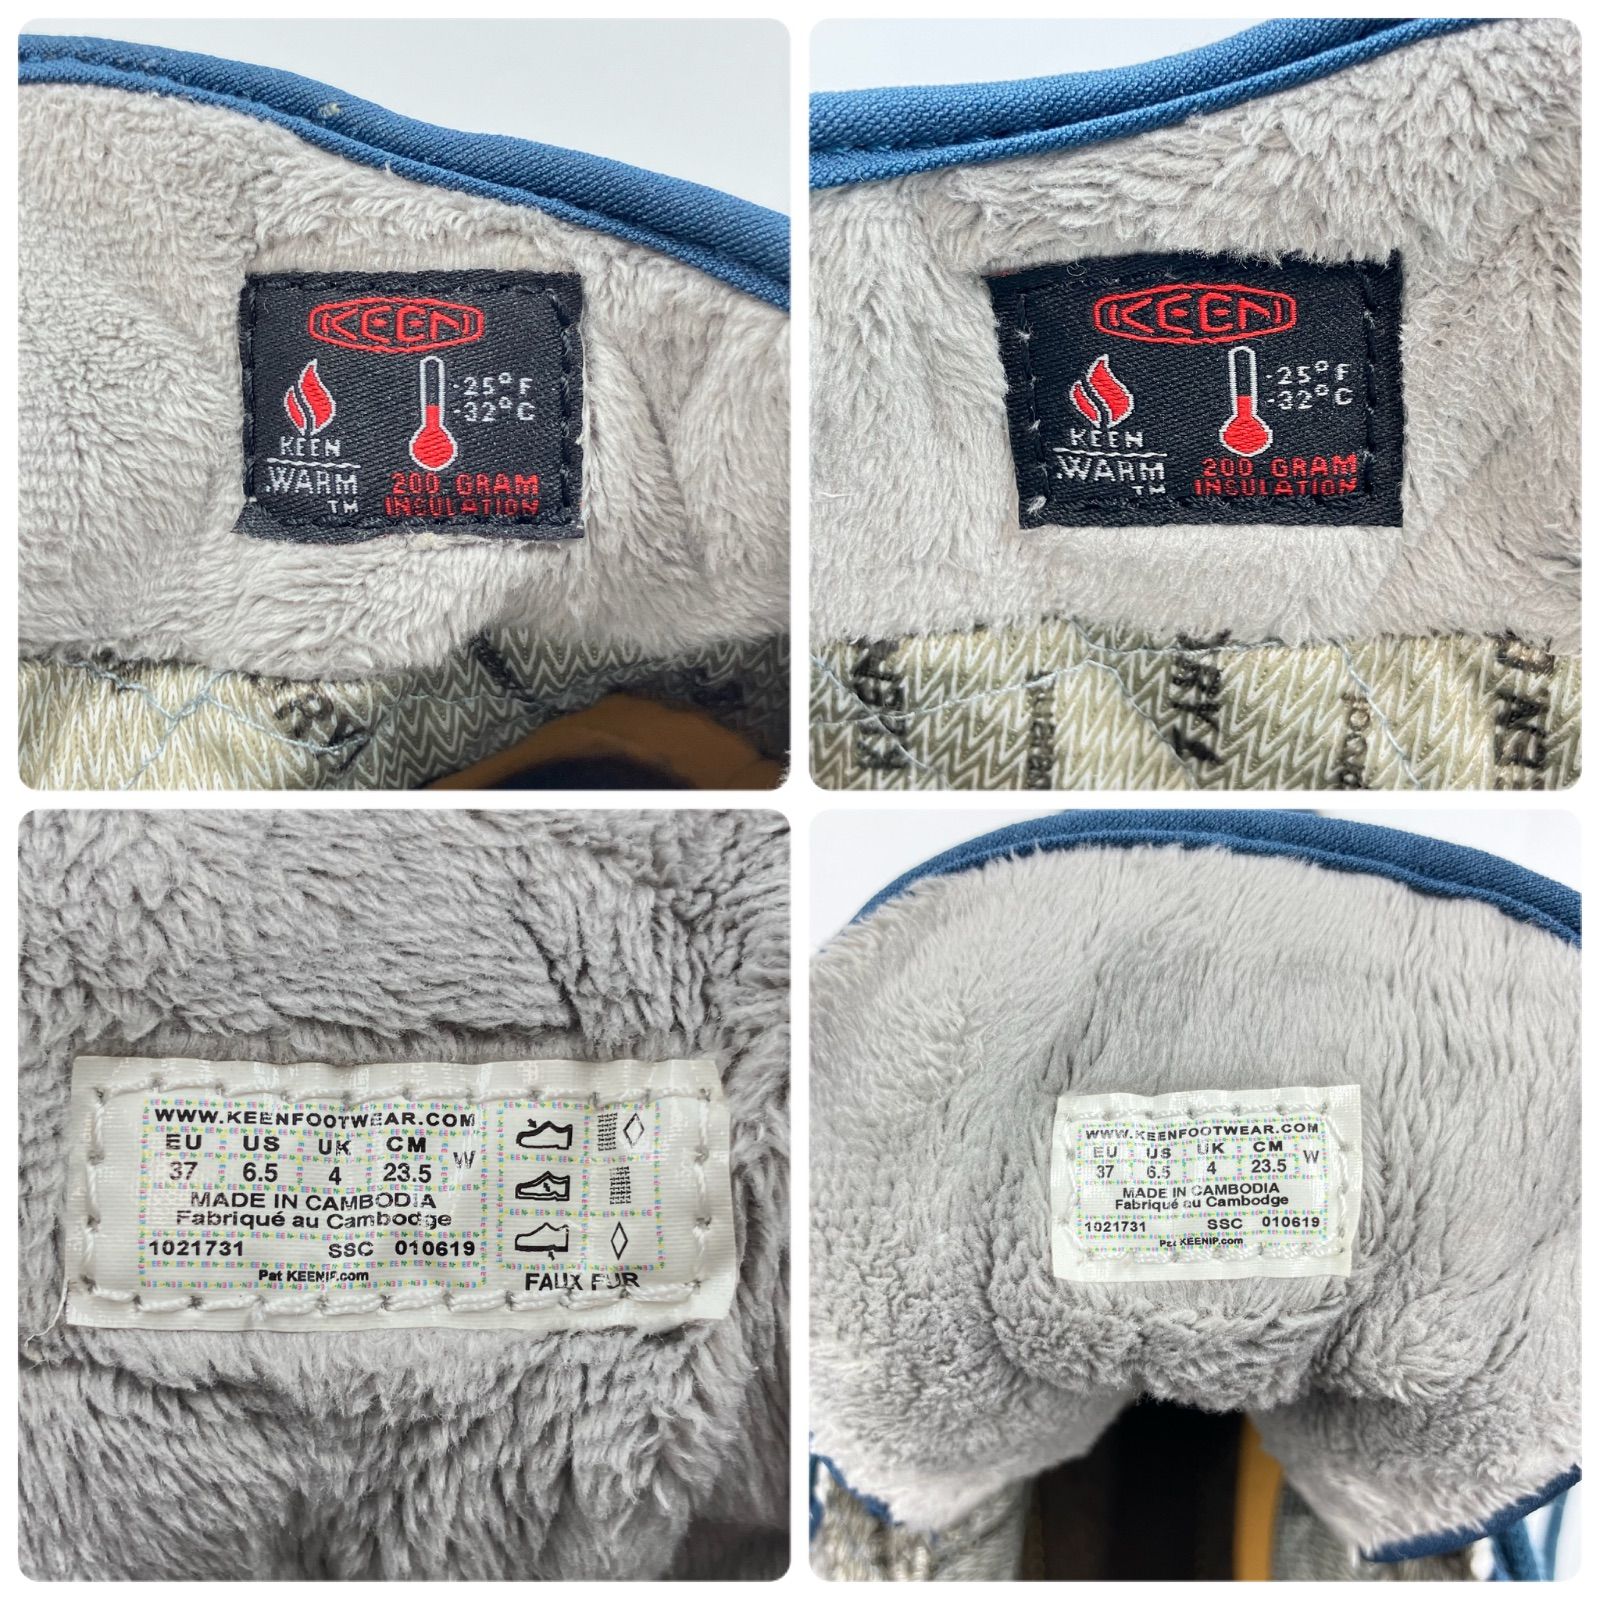 KEEN
-25°F
-32°C
KEEN
.WARM
TM
200 GRAM
INSULATION
KEEN
-25°F
-32°C
KEEN
.WARM
TM
200 GRAM
INSULATION
WWW.KEENFOOTWEAR.COM
EU US UK CM
37 6.5 4 23.5 W
MADE IN CAMBODIA
Fabriqué au Cambodge
1021731 SSC 010619
Pat KEENIP.com
FAUX FUR
WWW.KEENFOOTWEAR.COM
EU US UK CM
37 6.5 4 23.5 W
MADE IN CAMBODIA
Fabriqué au Cambodge
1021731 SSC 010619
Pat KEENIP.com